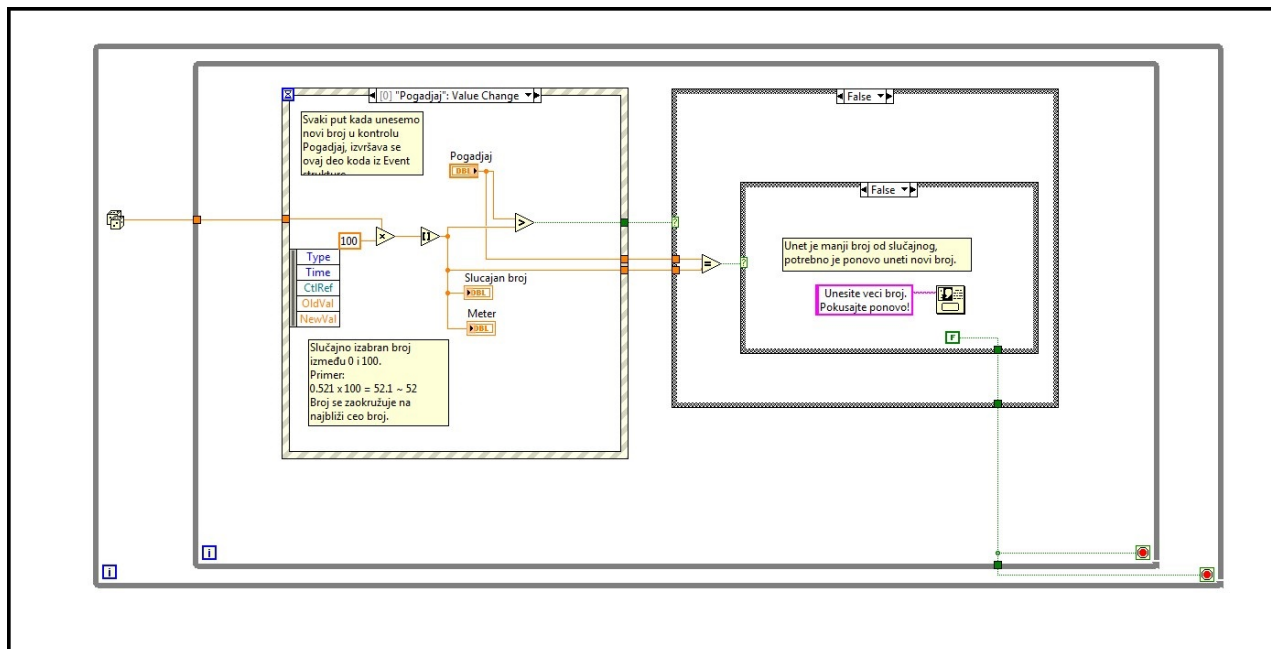 [0] "Pogadjaj": Value Change
False
Svaki put kada unesemo
novi broj u kontrolu
Pogadjaj, izvršava se
ovaj deo koda iz Event
strukture
Pogadjaj
DBL
False
100
Type
Time
CtlRef
OldVal
NewVal
Slucajan broj
DBL
Meter
DBL
Slučajno izabran broj
između 0 i 100.
Primer:
0.521 x 100 = 52.1 ~ 52
Broj se zaokružuje na
najbliži ceo broj.
>
×
=
?
?
Unet je manji broj od slučajnog,
potrebno je ponovo uneti novi broj.
Unesite veci broj.
Pokusajte ponovo!
F
i
i